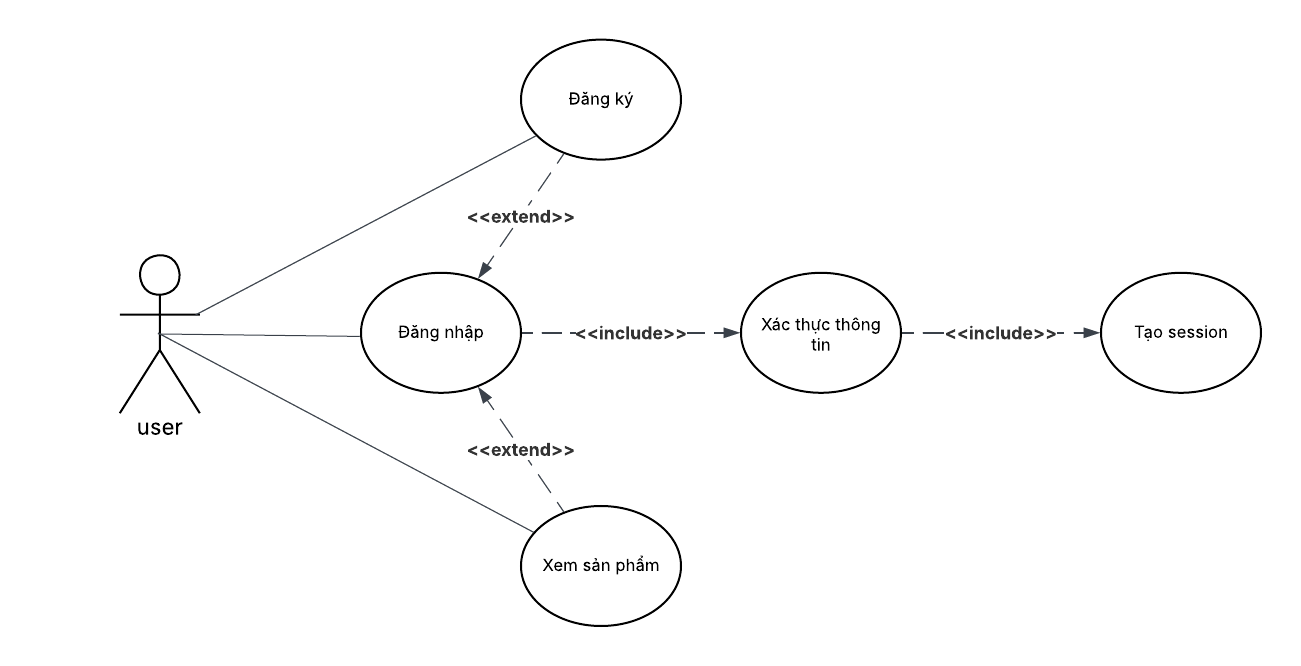 Đăng ký
<<extend>>
Đăng nhập
<<include>>
Xác thực thông
tin
<<include>>
Tạo session
user
<<extend>>
Xem sản phẩm